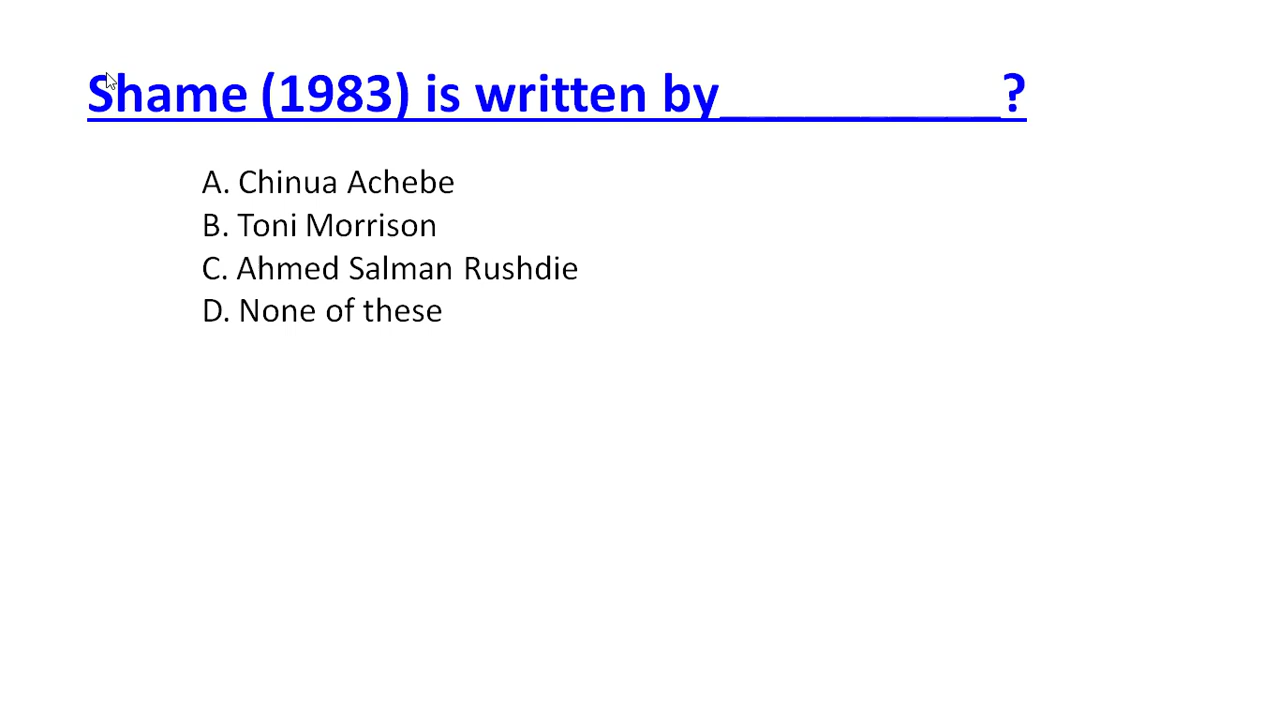 Shame (1983) is written by__________?
A. Chinua Achebe
B. Toni Morrison
C. Ahmed Salman Rushdie
D. None of these